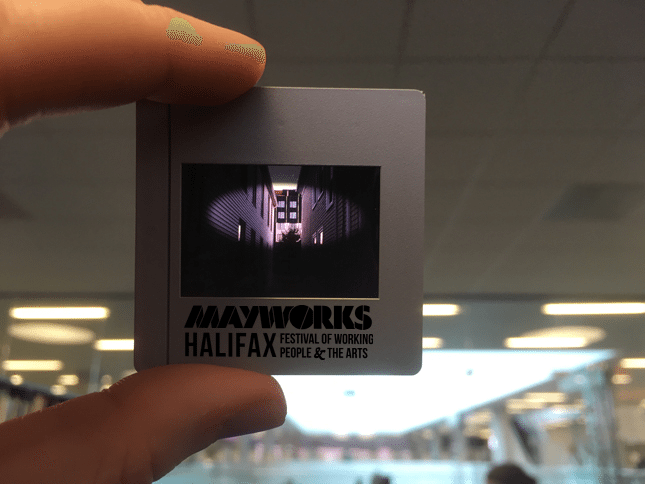 MAYWORKS
HALIFAX FESTIVAL OF WORKING
PEOPLE & THE ARTS